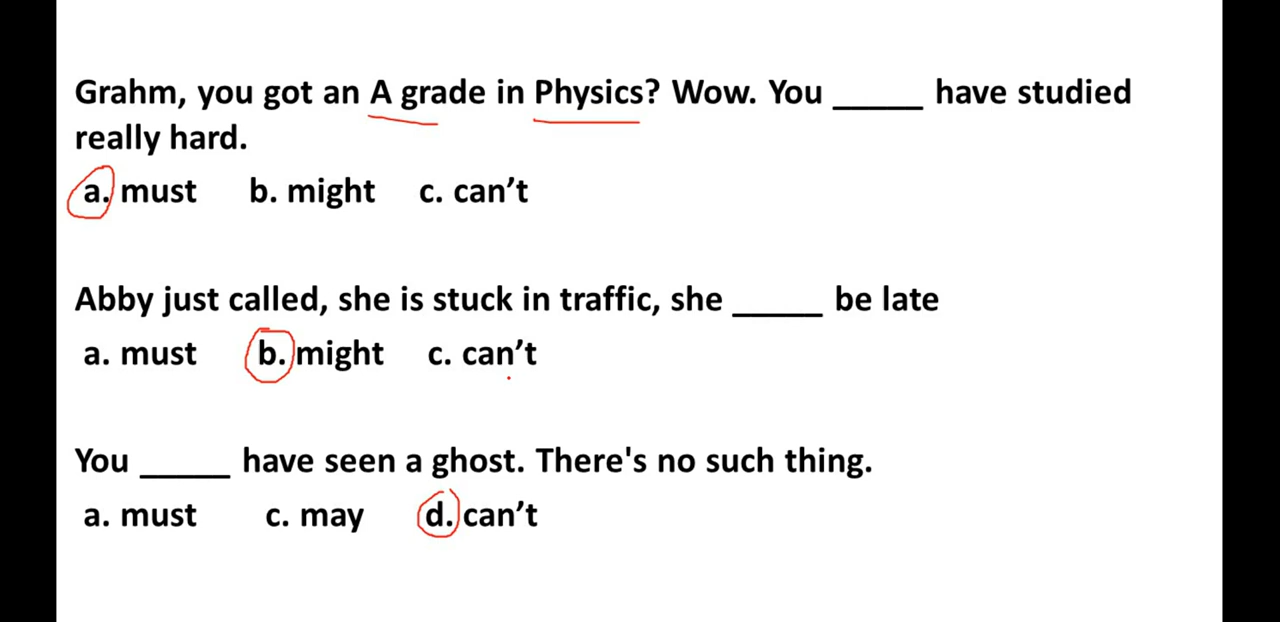 Grahm, you got an A grade in Physics? Wow. You _____ have studied
really hard.
a. must b. might c. can’t
Abby just called, she is stuck in traffic, she _____ be late
a. must b. might c. can’t
You _____ have seen a ghost. There's no such thing.
a. must c. may d. can’t